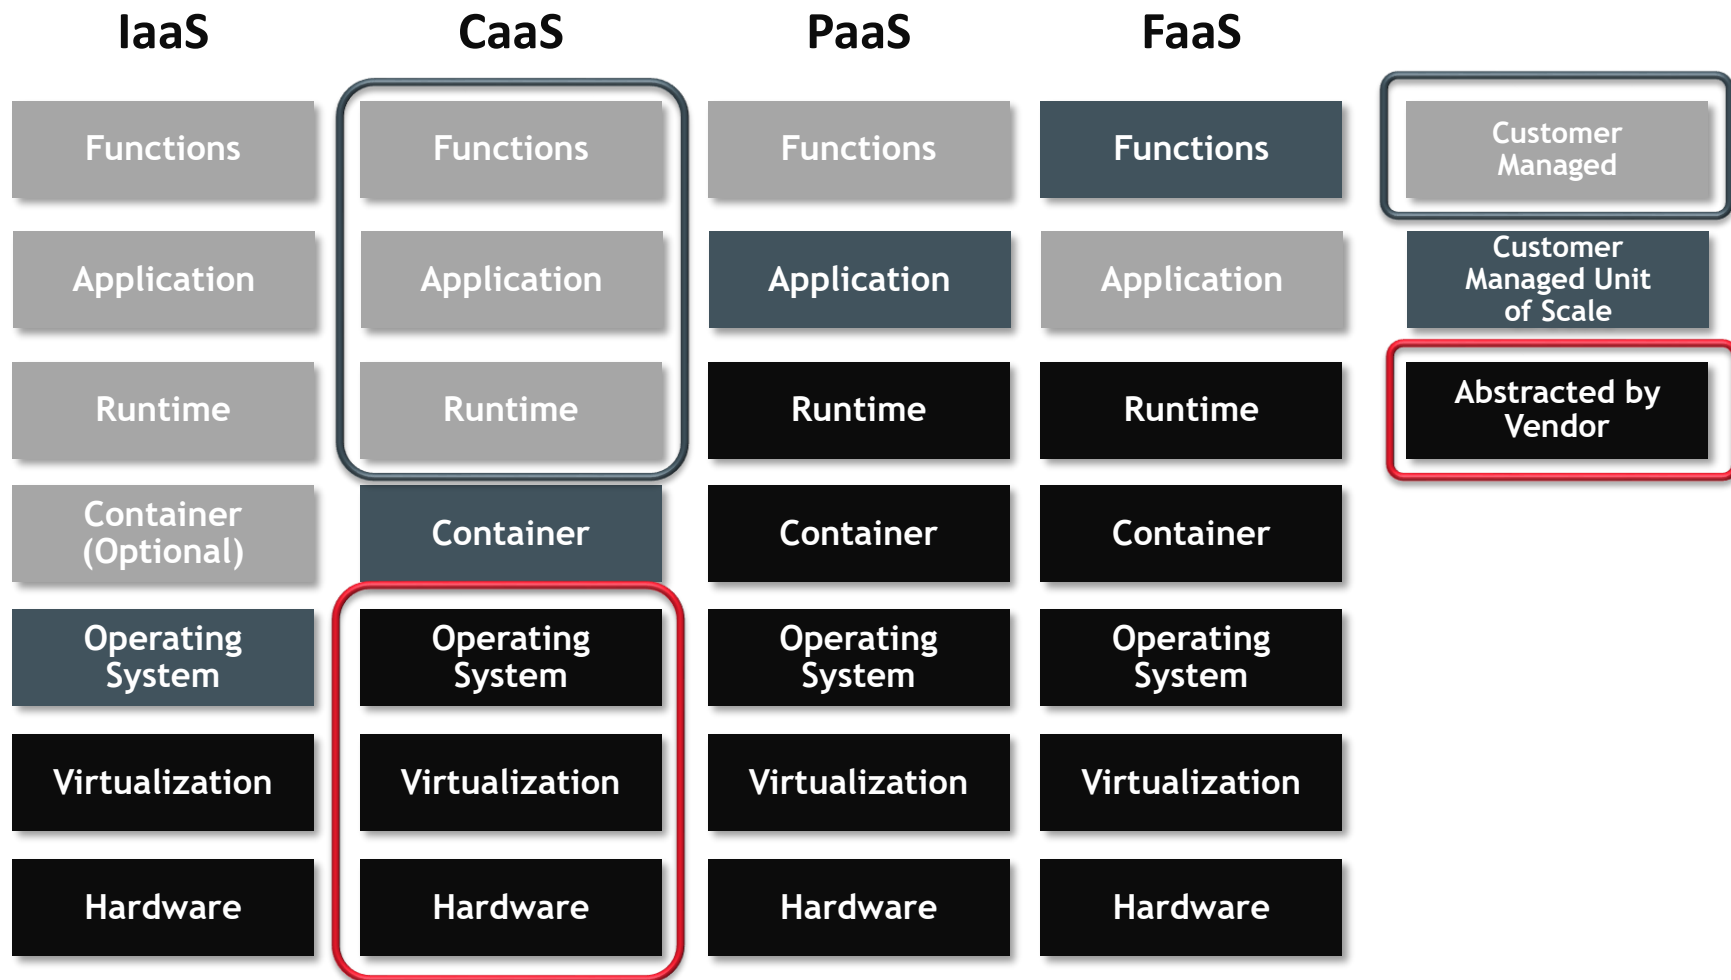 IaaS
CaaS
PaaS
FaaS
Functions
Functions
Functions
Functions
Customer
Managed
Application
Application
Application
Application
Customer
Managed Unit
of Scale
Runtime
Runtime
Runtime
Runtime
Abstracted by
Vendor
Container
(Optional)
Container
Container
Container
Operating
System
Operating
System
Operating
System
Operating
System
Virtualization
Virtualization
Virtualization
Virtualization
Hardware
Hardware
Hardware
Hardware